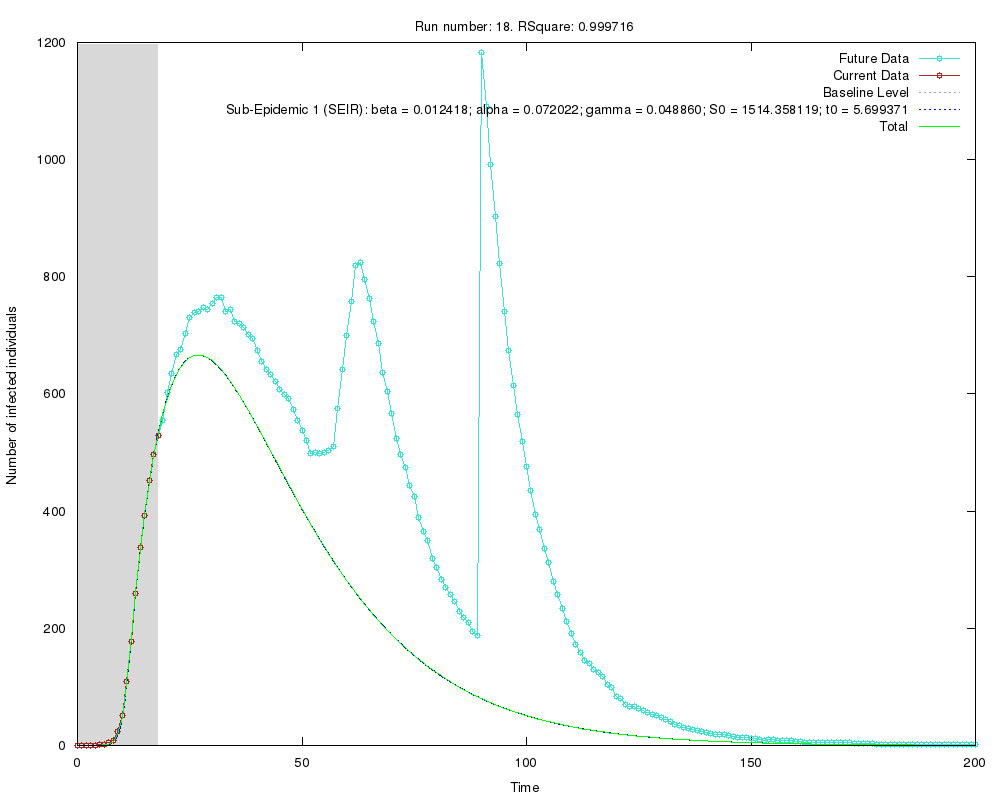 Run number: 18. RSquare: 0.999716
1200
1000
800
600
400
200
0
Number of infected individuals
Future Data
Current Data
Baseline Level
Sub-Epidemic 1 (SEIR): beta = 0.012418; alpha = 0.072022; gamma = 0.048860; S0 = 1514.358119; t0 = 5.699371
Total
0 50 100 150 200
Time